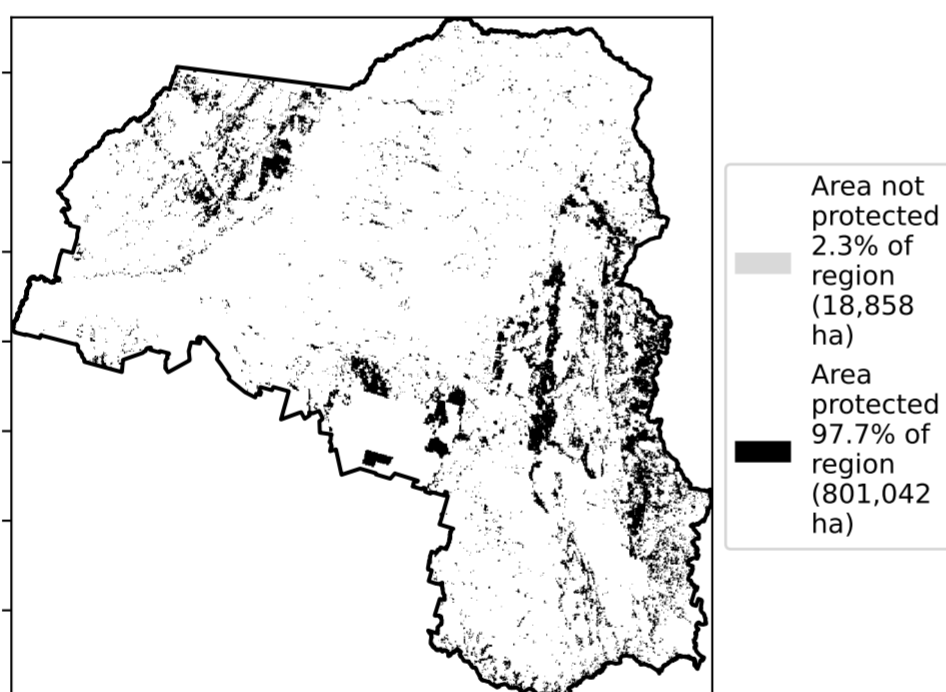 Area not
protected
2.3% of
region
(18,858
ha)
Area
protected
97.7% of
region
(801,042
ha)